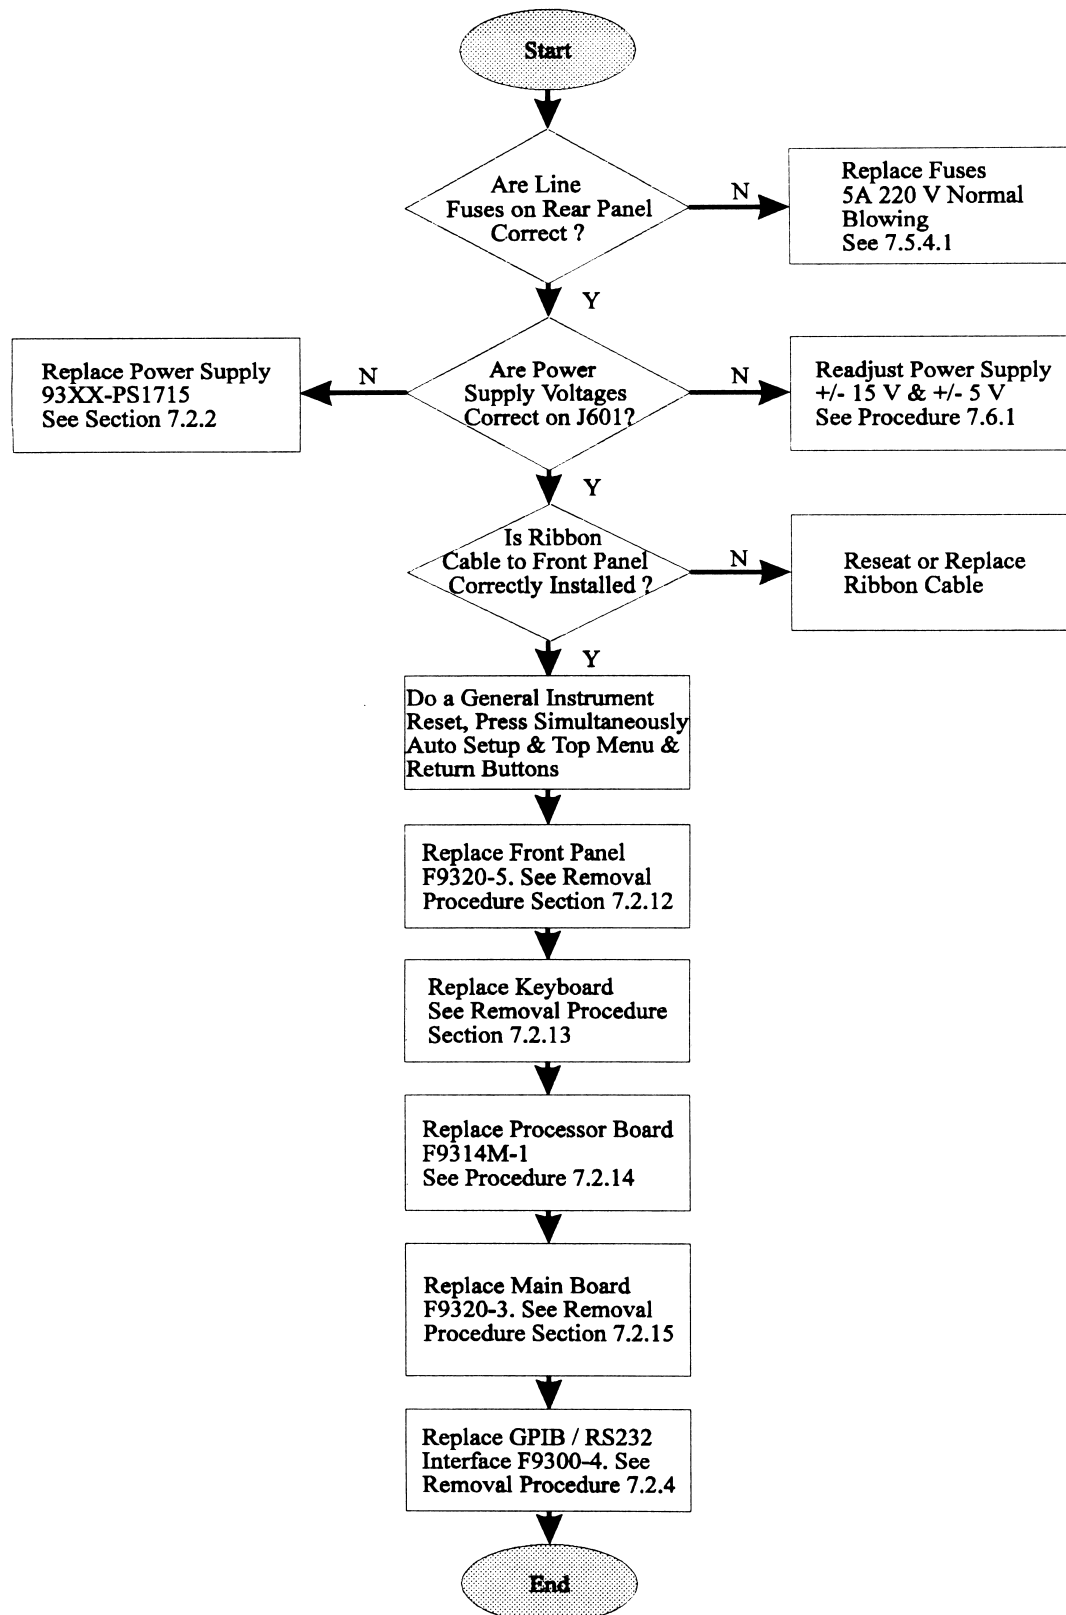 Start
Are Line
Fuses on Rear Panel
Correct ?
N
Replace Fuses
5A 220 V Normal
Blowing
See 7.5.4.1
Y
Replace Power Supply
93XX-PS1715
See Section 7.2.2
N
Are Power
Supply Voltages
Correct on J601?
N
Readjust Power Supply
+/- 15 V & +/- 5 V
See Procedure 7.6.1
Y
Is Ribbon
Cable to Front Panel
Correctly Installed ?
N
Reseat or Replace
Ribbon Cable
Y
Do a General Instrument
Reset, Press Simultaneously
Auto Setup & Top Menu &
Return Buttons
Replace Front Panel
F9320-5. See Removal
Procedure Section 7.2.12
Replace Keyboard
See Removal Procedure
Section 7.2.13
Replace Processor Board
F9314M-1
See Procedure 7.2.14
Replace Main Board
F9320-3. See Removal
Procedure Section 7.2.15
Replace GPIB / RS232
Interface F9300-4. See
Removal Procedure 7.2.4
End